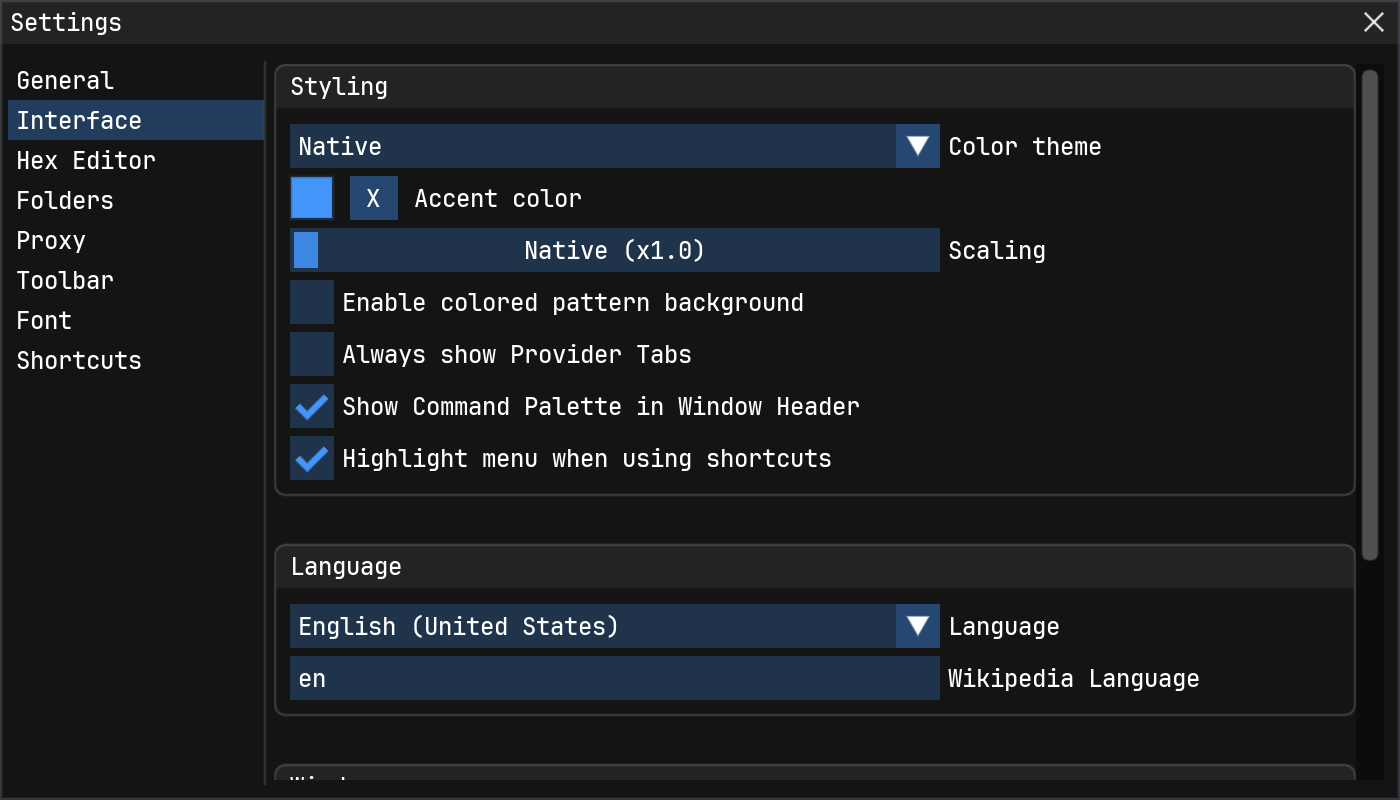 Settings
General
Interface
Hex Editor
Folders
Proxy
Toolbar
Font
Shortcuts
Styling
Native Color theme
X Accent color
Native (x1.0) Scaling
Enable colored pattern background
Always show Provider Tabs
Show Command Palette in Window Header
Highlight menu when using shortcuts
Language
English (United States) Language
en Wikipedia Language